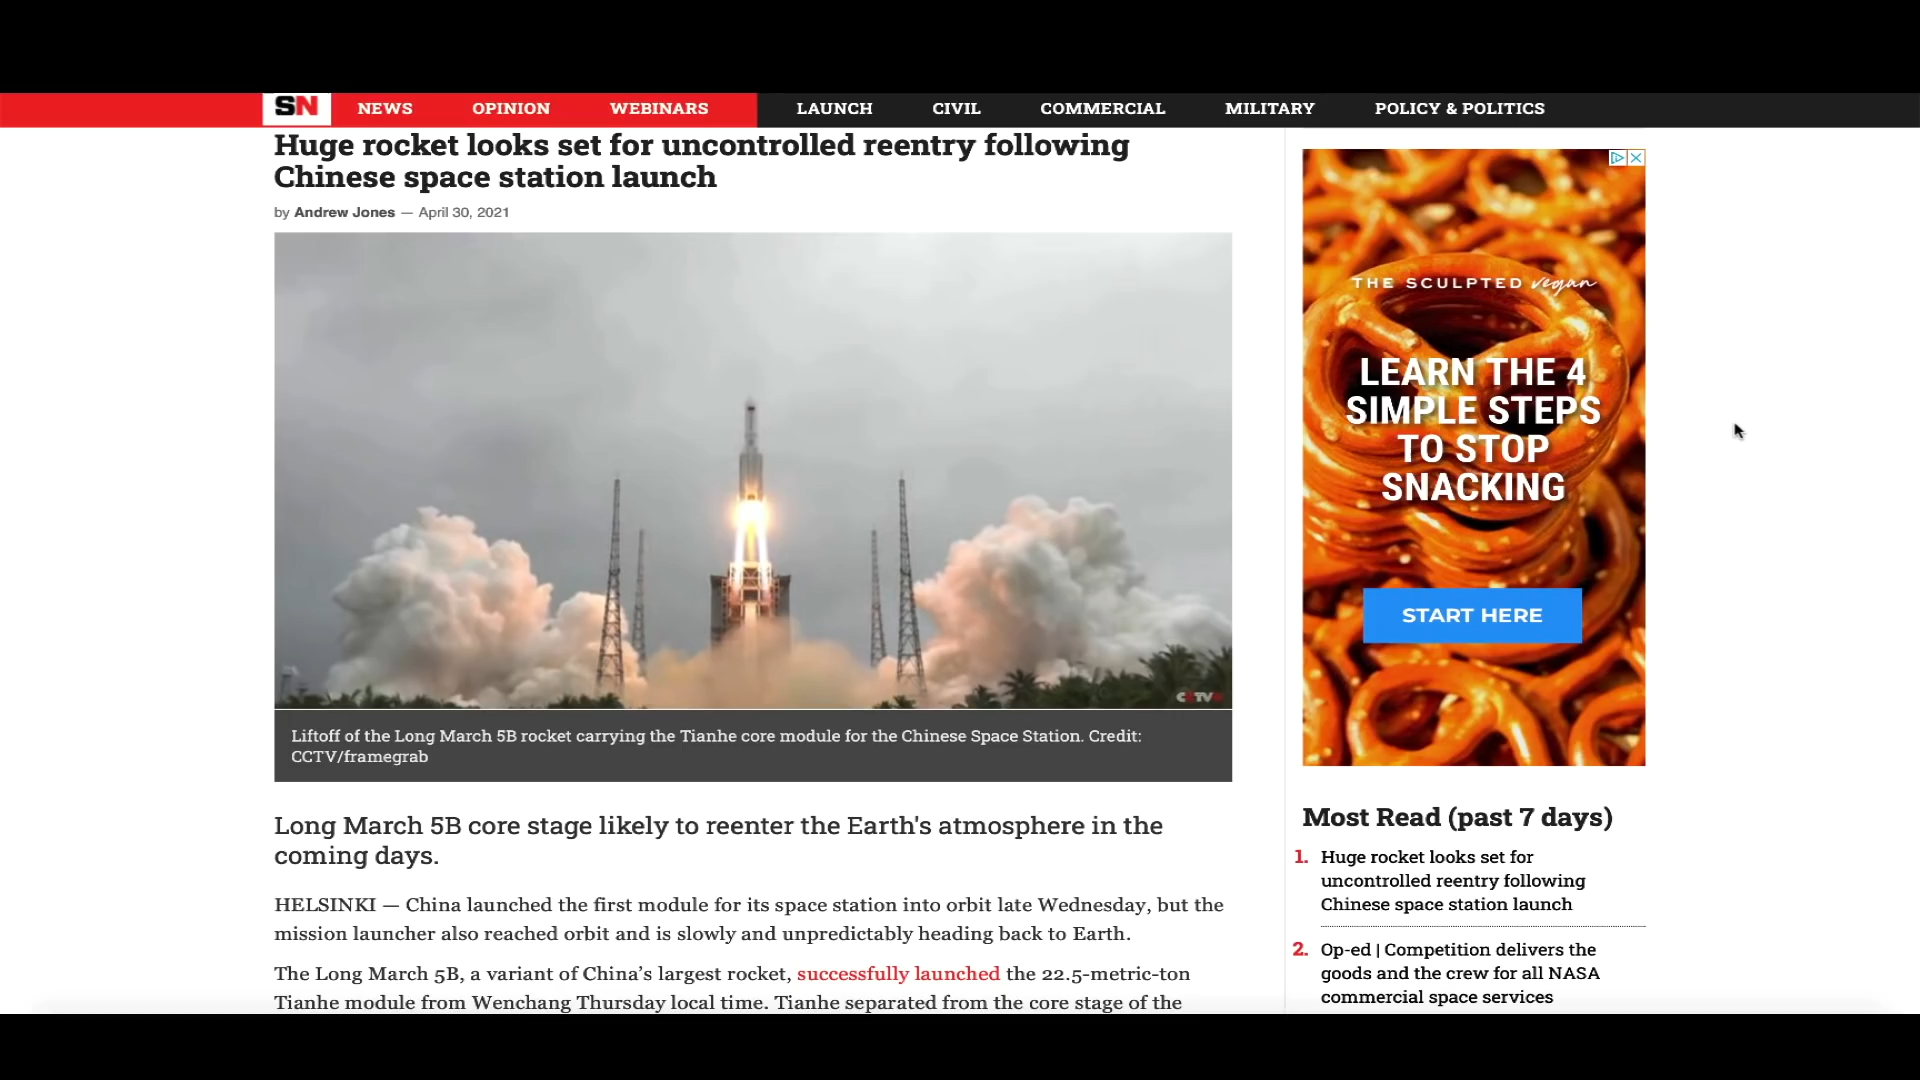 SN NEWS OPINION WEBINARS LAUNCH CIVIL COMMERCIAL MILITARY POLICY & POLITICS
Huge rocket looks set for uncontrolled reentry following
Chinese space station launch
by Andrew Jones — April 30, 2021
CCTV
Liftoff of the Long March 5B rocket carrying the Tianhe core module for the Chinese Space Station. Credit:
CCTV/framegrab
Long March 5B core stage likely to reenter the Earth's atmosphere in the
coming days.
HELSINKI — China launched the first module for its space station into orbit late Wednesday, but the
mission launcher also reached orbit and is slowly and unpredictably heading back to Earth.
The Long March 5B, a variant of China’s largest rocket, successfully launched the 22.5-metric-ton
Tianhe module from Wenchang Thursday local time. Tianhe separated from the core stage of the
THE SCULPTED vegan
LEARN THE 4
SIMPLE STEPS
TO STOP
SNACKING
START HERE
Most Read (past 7 days)
1. Huge rocket looks set for
uncontrolled reentry following
Chinese space station launch
2. Op-ed | Competition delivers the
goods and the crew for all NASA
commercial space services